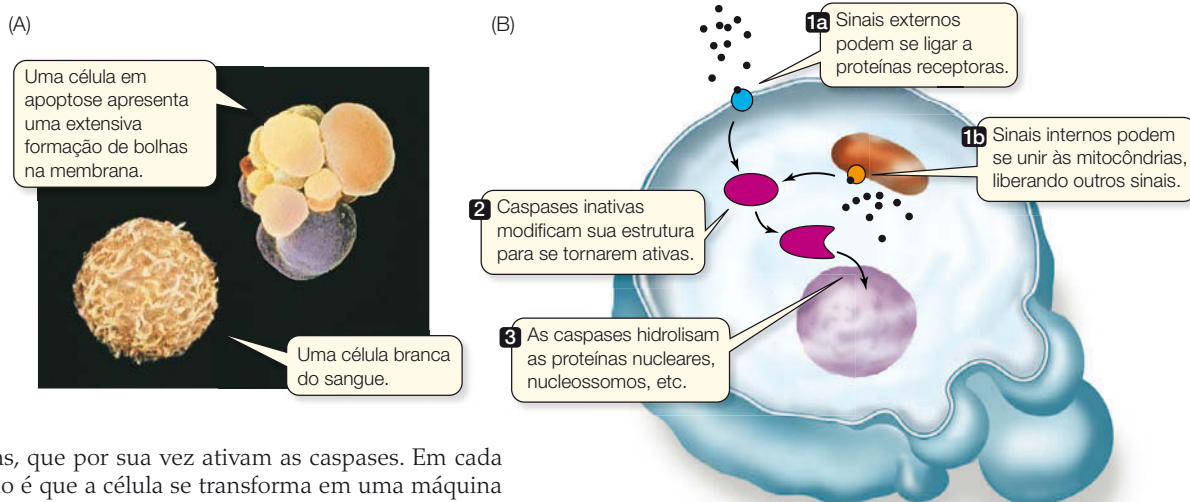 (A)
Uma célula em
apoptose apresenta
uma extensiva
formação de bolhas
na membrana.
Uma célula branca
do sangue.
(B)
1a Sinais externos
podem se ligar a
proteínas receptoras.
1b Sinais internos podem
se unir às mitocôndrias,
liberando outros sinais.
2 Caspases inativas
modificam sua estrutura
para se tornarem ativas.
3 As caspases hidrolisam
as proteínas nucleares,
nucleossomos, etc.
que por sua vez ativam as caspases. Em cada
é que a célula se transforma em uma máquina